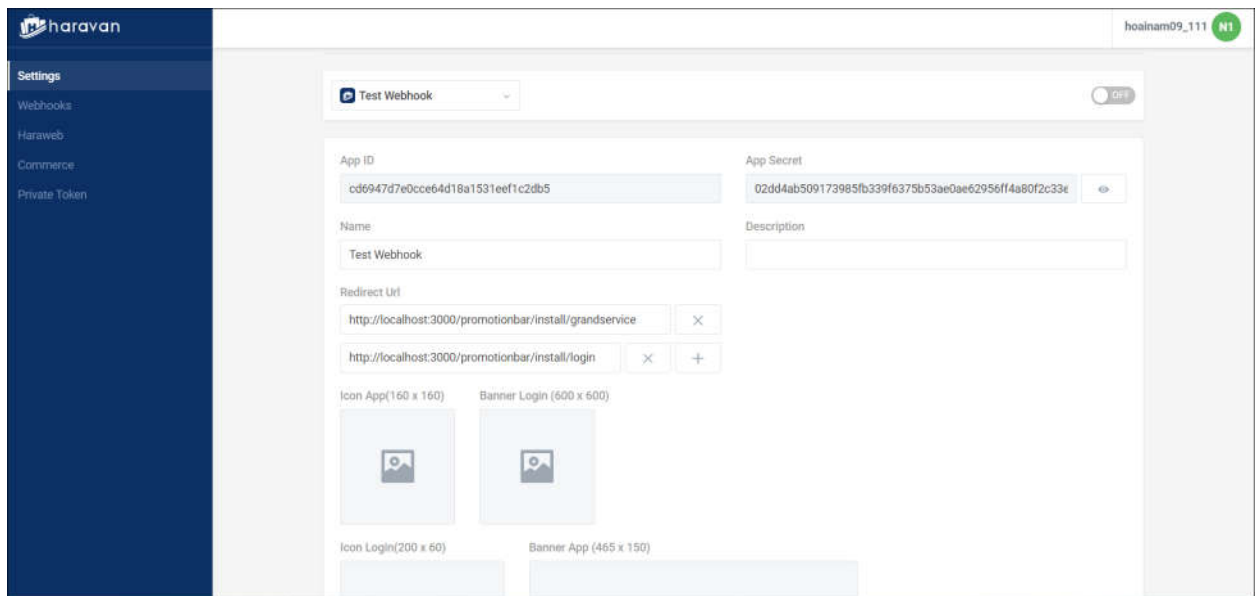 haravan
hoainam09_111 N1
Settings
Webhooks
Haraweb
Commerce
Private Token
Test Webhook
OFF
App ID
App Secret
cd6947d7e0cce64d18a1531eef1c2db5
02dd4ab509173985fb339f6375b53ae0ae62956ff4a80f2c33e
Name
Description
Test Webhook
Redirect Url
http://localhost:3000/promotionbar/install/grandservice
http://localhost:3000/promotionbar/install/login
Icon App(160 x 160)
Banner Login (600 x 600)
Icon Login(200 x 60)
Banner App (465 x 150)